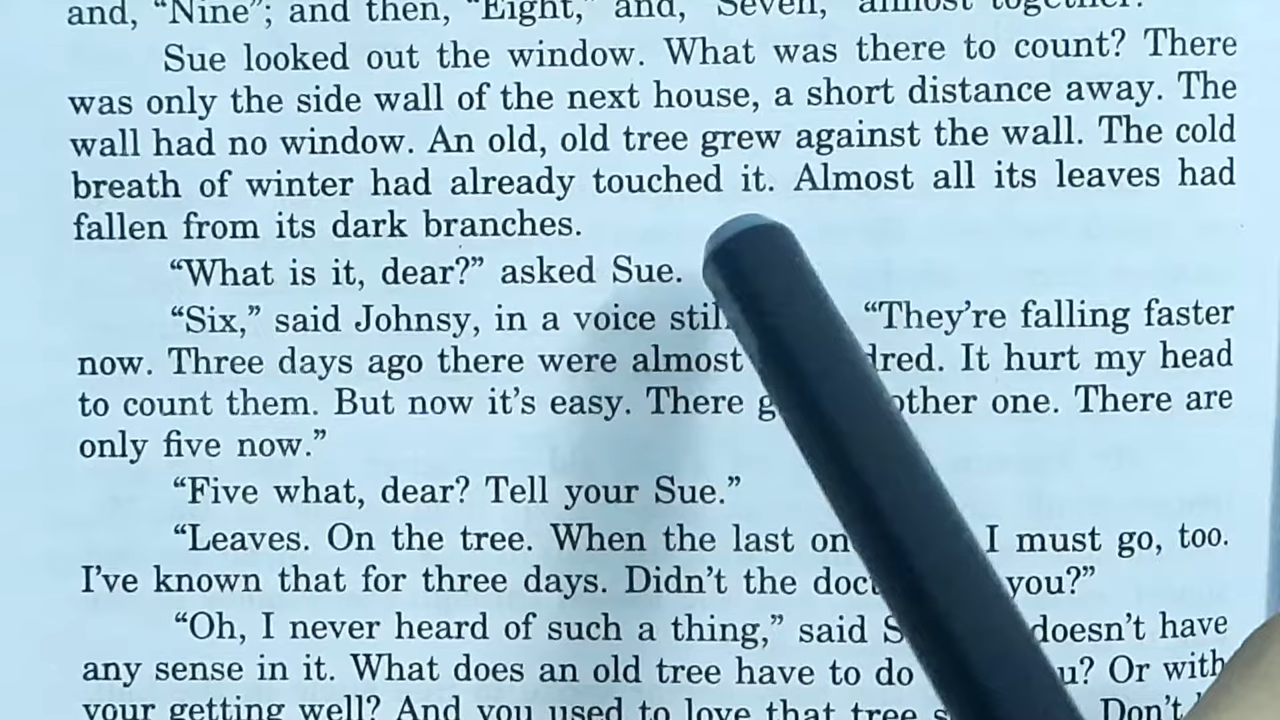 and, “Nine”; and then, “Eight,” and, “Seven,” almost together.
Sue looked out the window. What was there to count? There
was only the side wall of the next house, a short distance away. The
wall had no window. An old, old tree grew against the wall. The cold
breath of winter had already touched it. Almost all its leaves had
fallen from its dark branches.
“What is it, dear?” asked Sue.
“Six,” said Johnsy, in a voice “They’re falling faster
now. Three days ago there were almost It hurt my head
to count them. But now it’s easy. There one. There are
only five now.”
“Five what, dear? Tell your Sue.”
“Leaves. On the tree. When the last I must go, too.
I’ve known that for three days. Didn’t the you?”
“Oh, I never heard of such a thing,” said doesn’t have
any sense in it. What does an old tree have to do Or with
your getting well? And you used to love that tree Don’t